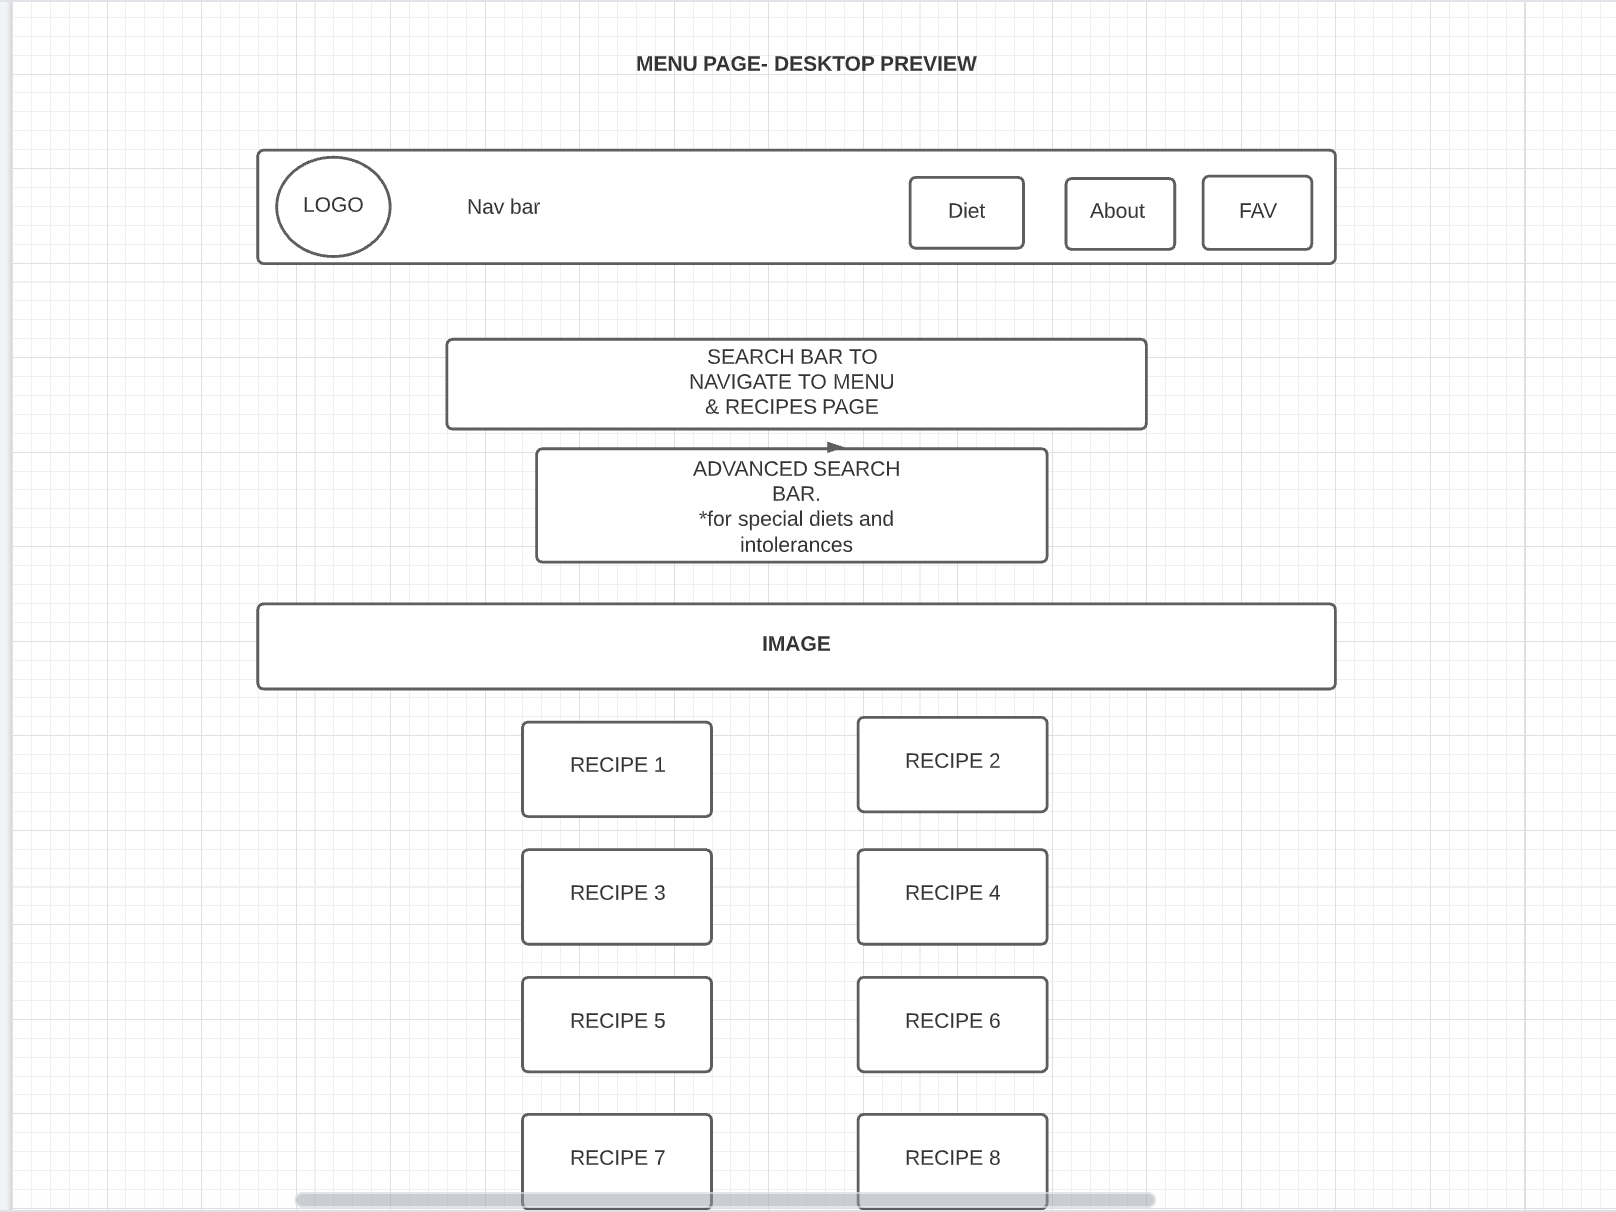 MENU PAGE- DESKTOP PREVIEW
LOGO
Nav bar
Diet
About
FAV
SEARCH BAR TO
NAVIGATE TO MENU
& RECIPES PAGE
ADVANCED SEARCH
BAR.
*for special diets and
intolerances
IMAGE
RECIPE 1
RECIPE 2
RECIPE 3
RECIPE 4
RECIPE 5
RECIPE 6
RECIPE 7
RECIPE 8